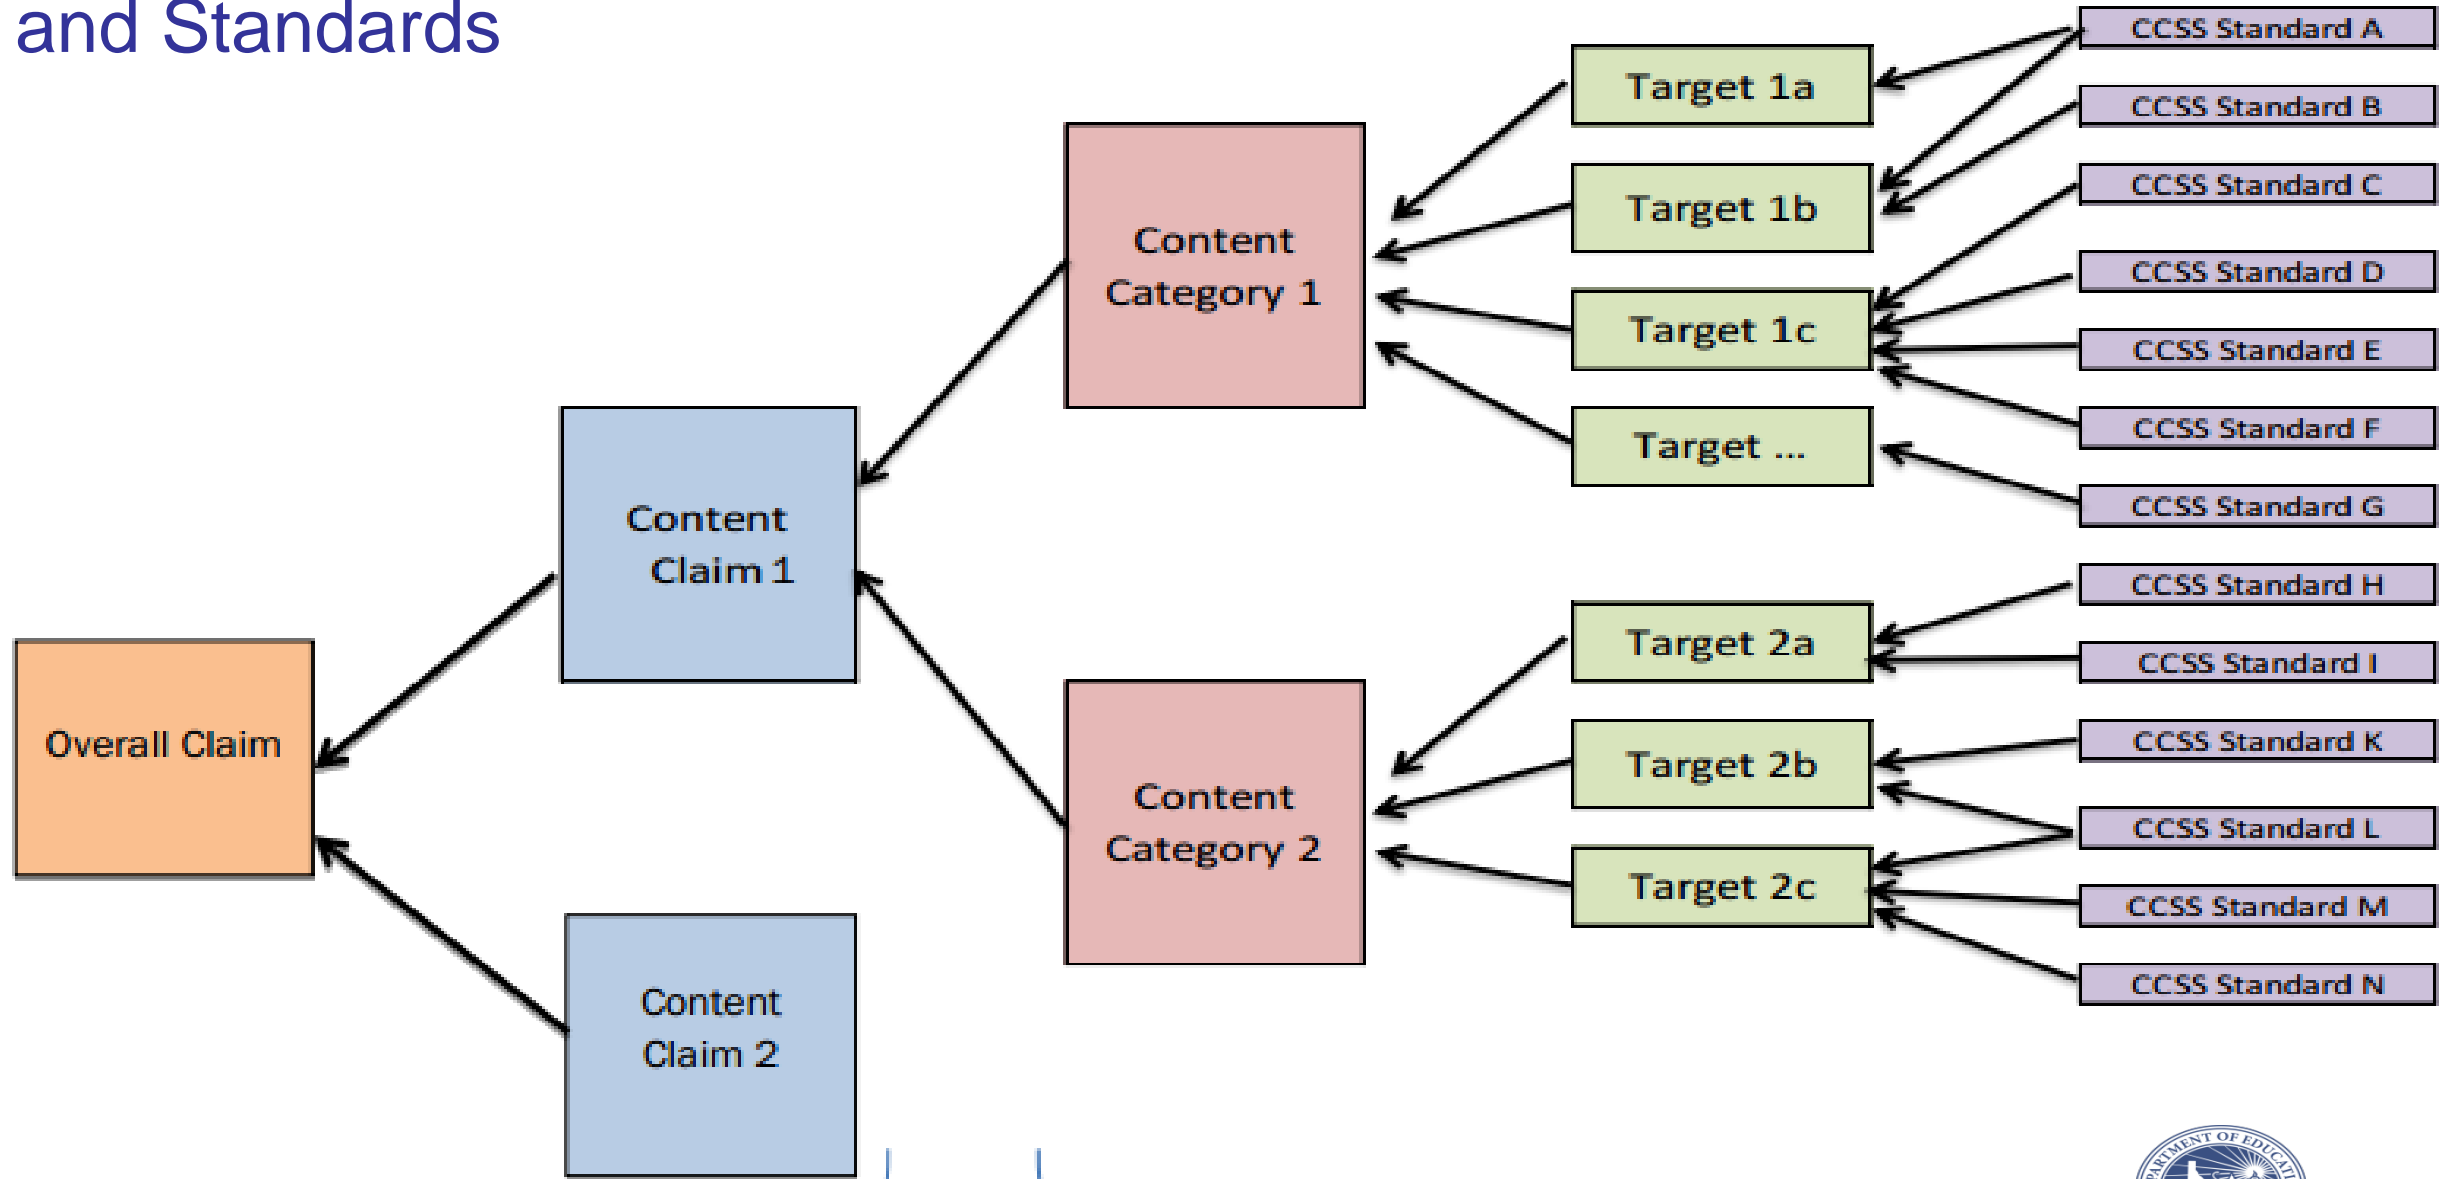 and Standards
Overall Claim
Content
Claim 1
Content
Claim 2
Content
Category 1
Content
Category 2
Target 1a
Target 1b
Target 1c
Target ...
Target 2a
Target 2b
Target 2c
CCSS Standard A
CCSS Standard B
CCSS Standard C
CCSS Standard D
CCSS Standard E
CCSS Standard F
CCSS Standard G
CCSS Standard H
CCSS Standard I
CCSS Standard K
CCSS Standard L
CCSS Standard M
CCSS Standard N
OF